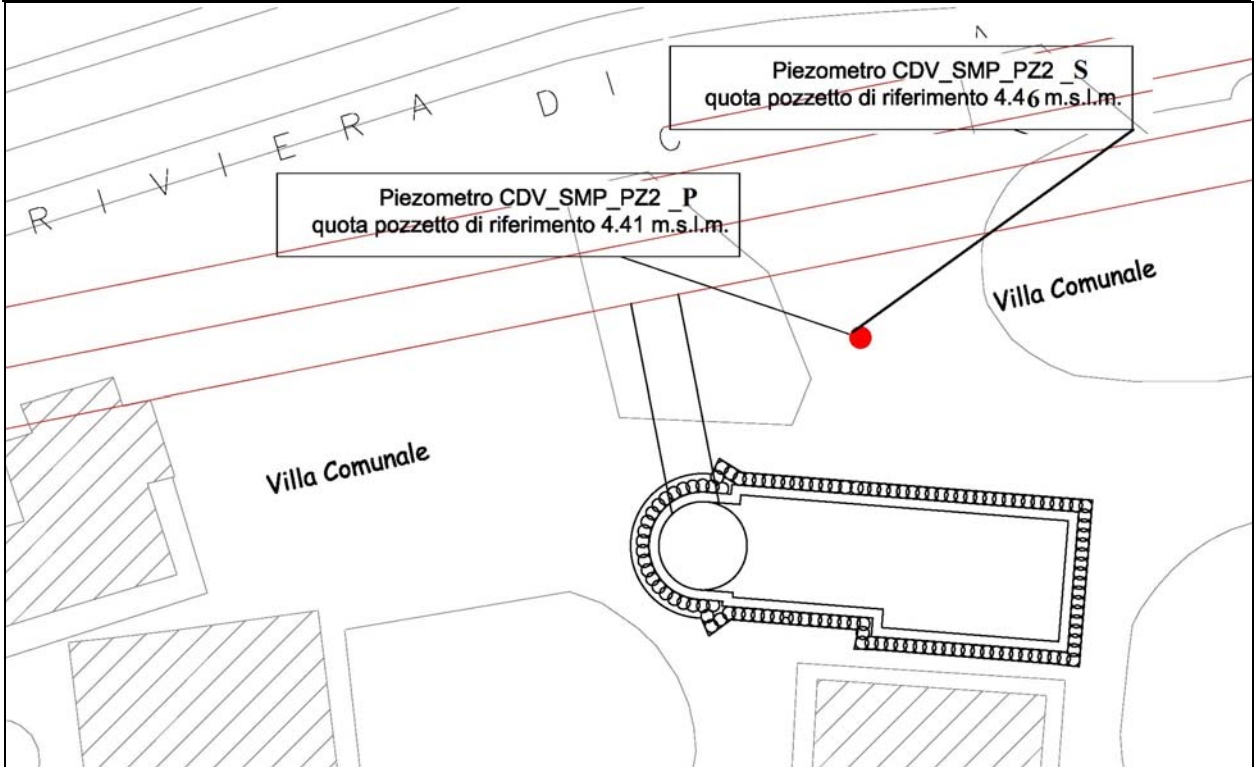 Piezometro CDV_SMP_PZ2 _S
quota pozzetto di riferimento 4.46 m.s.l.m.
RIVIERA DI C
Piezometro CDV_SMP_PZ2 _P
quota pozzetto di riferimento 4.41 m.s.l.m.
Villa Comunale
Villa Comunale